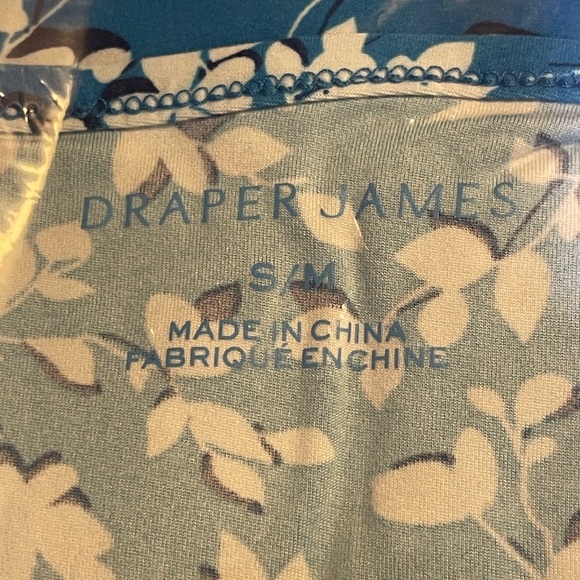 DRAPER JAMES
S/M
MADE IN CHINA
FABRIQUÉ EN CHINE